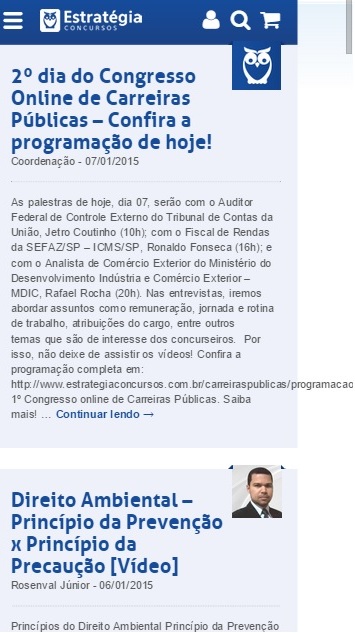 Estratégia
CONCURSOS
2º dia do Congresso
Online de Carreiras
Públicas – Confira a
programação de hoje!
Coordenação - 07/01/2015
As palestras de hoje, dia 07, serão com o Auditor
Federal de Controle Externo do Tribunal de Contas da
União, Jetro Coutinho (10h); com o Fiscal de Rendas
da SEFAZ/SP – ICMS/SP, Ronaldo Fonseca (16h); e
com o Analista de Comércio Exterior do Ministério do
Desenvolvimento Indústria e Comércio Exterior –
MDIC, Rafael Rocha (20h). Nas entrevistas, iremos
abordar assuntos como remuneração, jornada e rotina
de trabalho, atribuições do cargo, entre outros
temas que são de interesse dos concurseiros. Por
isso, não deixe de assistir os vídeos! Confira a
programação completa em:
http://www.estrategiaconcursos.com.br/carreiraspublicas/programacao
1º Congresso online de Carreiras Públicas. Saiba
mais! … Continuar lendo →
Direito Ambiental –
Princípio da Prevenção
x Princípio da
Precaução [Vídeo]
Rosenval Júnior - 06/01/2015
Princípios do Direito Ambiental Princípio da Prevenção